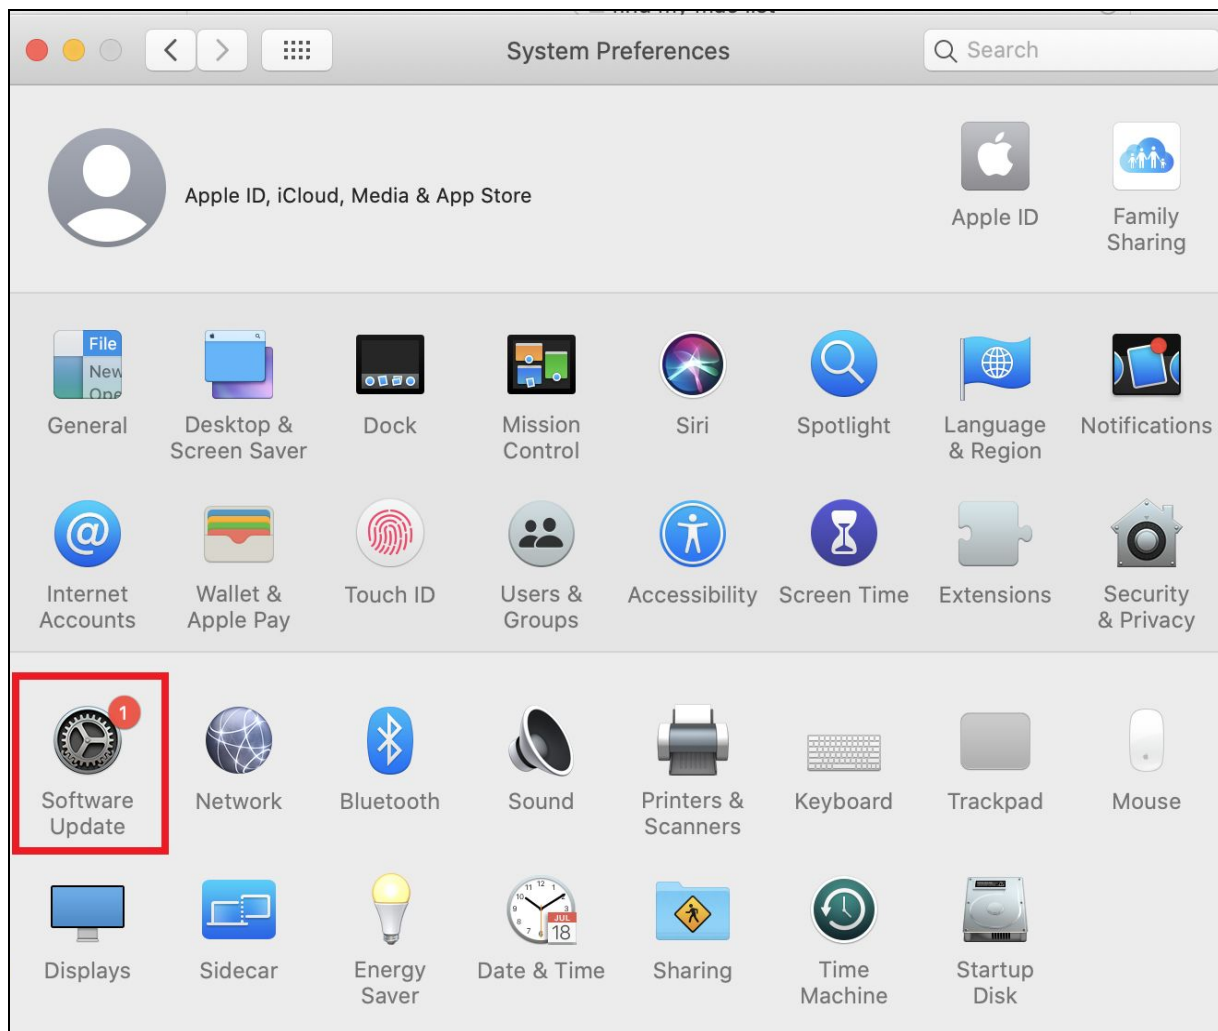 System Preferences
Search
Apple ID, iCloud, Media & App Store
Apple ID
Family
Sharing
File
New
General
Desktop &
Screen Saver
Dock
Mission
Control
Siri
Spotlight
Language
& Region
Notifications
Internet
Accounts
Wallet &
Apple Pay
Touch ID
Users &
Groups
Accessibility
Screen Time
Extensions
Security
& Privacy
1
Software
Update
Network
Bluetooth
Sound
Printers &
Scanners
Keyboard
Trackpad
Mouse
JUL
18
Displays
Sidecar
Energy
Saver
Date & Time
Sharing
Time
Machine
Startup
Disk